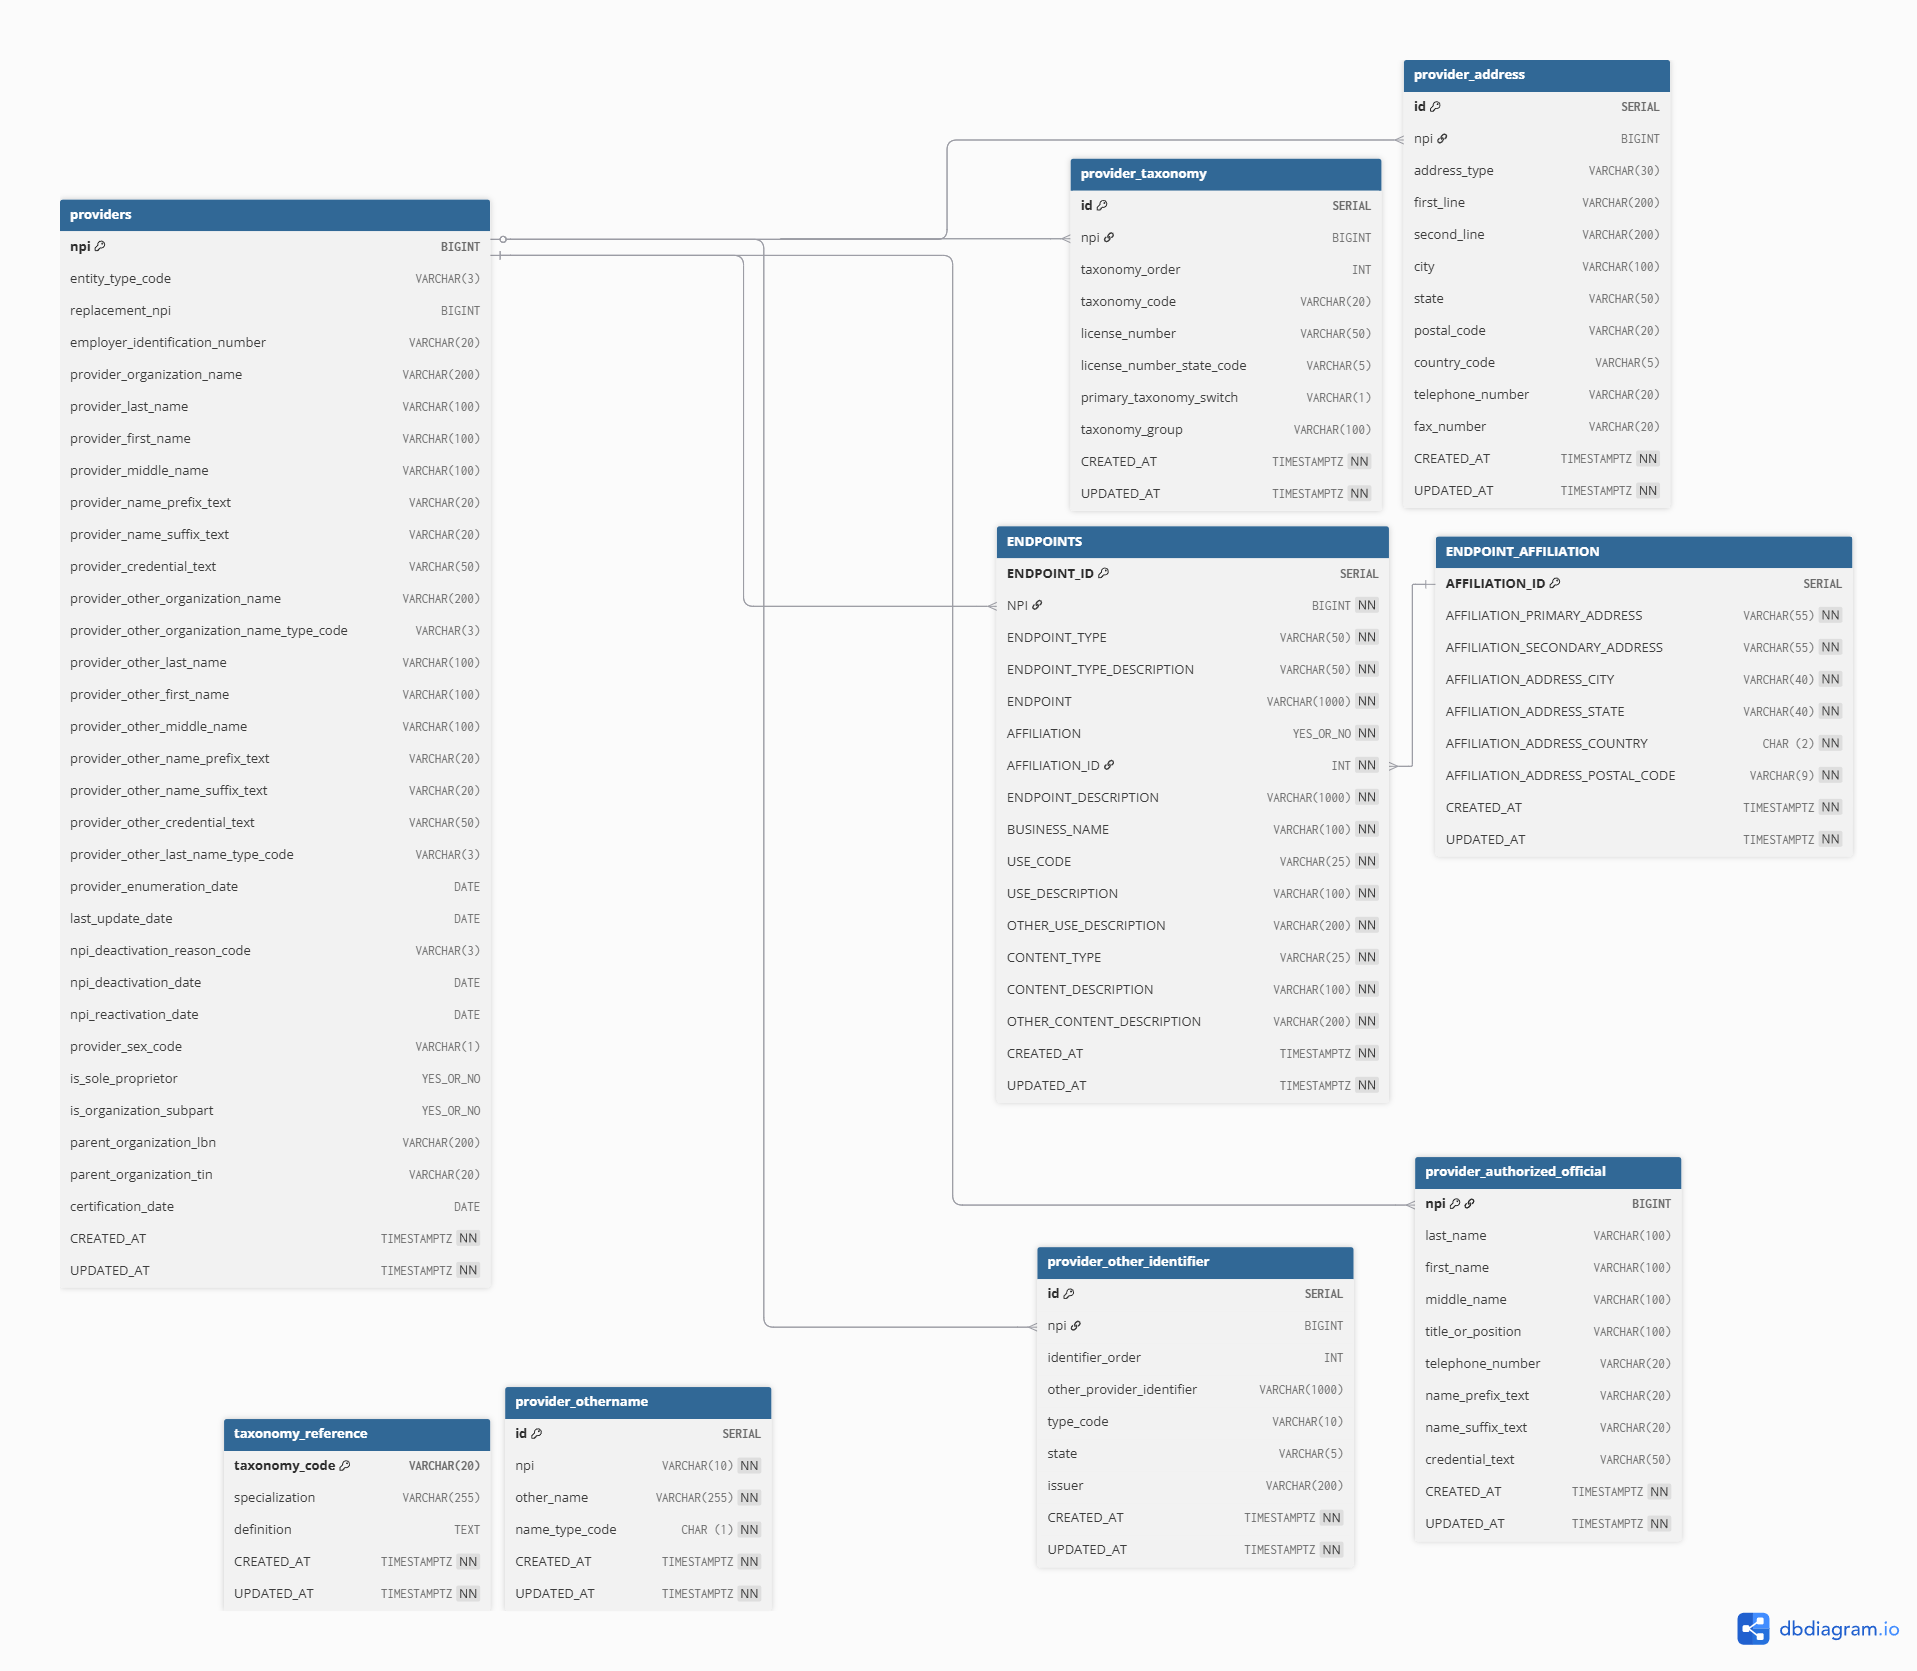 providers
npi BIGINT
entity_type_code VARCHAR(3)
replacement_npi BIGINT
employer_identification_number VARCHAR(20)
provider_organization_name VARCHAR(200)
provider_last_name VARCHAR(100)
provider_first_name VARCHAR(100)
provider_middle_name VARCHAR(100)
provider_name_prefix_text VARCHAR(20)
provider_name_suffix_text VARCHAR(20)
provider_credential_text VARCHAR(50)
provider_other_organization_name VARCHAR(200)
provider_other_organization_name_type_code VARCHAR(3)
provider_other_last_name VARCHAR(100)
provider_other_first_name VARCHAR(100)
provider_other_middle_name VARCHAR(100)
provider_other_name_prefix_text VARCHAR(20)
provider_other_name_suffix_text VARCHAR(20)
provider_other_credential_text VARCHAR(50)
provider_other_last_name_type_code VARCHAR(3)
provider_enumeration_date DATE
last_update_date DATE
npi_deactivation_reason_code VARCHAR(3)
npi_deactivation_date DATE
npi_reactivation_date DATE
provider_sex_code VARCHAR(1)
is_sole_proprietor YES_OR_NO
is_organization_subpart YES_OR_NO
parent_organization_lbn VARCHAR(200)
parent_organization_tin VARCHAR(20)
certification_date DATE
CREATED_AT TIMESTAMPTZ NN
UPDATED_AT TIMESTAMPTZ NN
provider_taxonomy
id SERIAL
npi BIGINT
taxonomy_order INT
taxonomy_code VARCHAR(20)
license_number VARCHAR(50)
license_number_state_code VARCHAR(5)
primary_taxonomy_switch VARCHAR(1)
taxonomy_group VARCHAR(100)
CREATED_AT TIMESTAMPTZ NN
UPDATED_AT TIMESTAMPTZ NN
provider_address
id SERIAL
npi BIGINT
address_type VARCHAR(30)
first_line VARCHAR(200)
second_line VARCHAR(200)
city VARCHAR(100)
state VARCHAR(50)
postal_code VARCHAR(20)
country_code VARCHAR(5)
telephone_number VARCHAR(20)
fax_number VARCHAR(20)
CREATED_AT TIMESTAMPTZ NN
UPDATED_AT TIMESTAMPTZ NN
ENDPOINTS
ENDPOINT_ID SERIAL
NPI BIGINT NN
ENDPOINT_TYPE VARCHAR(50) NN
ENDPOINT_TYPE_DESCRIPTION VARCHAR(50) NN
ENDPOINT VARCHAR(1000) NN
AFFILIATION YES_OR_NO NN
AFFILIATION_ID INT NN
ENDPOINT_DESCRIPTION VARCHAR(1000) NN
BUSINESS_NAME VARCHAR(100) NN
USE_CODE VARCHAR(25) NN
USE_DESCRIPTION VARCHAR(100) NN
OTHER_USE_DESCRIPTION VARCHAR(200) NN
CONTENT_TYPE VARCHAR(25) NN
CONTENT_DESCRIPTION VARCHAR(100) NN
OTHER_CONTENT_DESCRIPTION VARCHAR(200) NN
CREATED_AT TIMESTAMPTZ NN
UPDATED_AT TIMESTAMPTZ NN
ENDPOINT_AFFILIATION
AFFILIATION_ID SERIAL
AFFILIATION_PRIMARY_ADDRESS VARCHAR(55) NN
AFFILIATION_SECONDARY_ADDRESS VARCHAR(55) NN
AFFILIATION_ADDRESS_CITY VARCHAR(40) NN
AFFILIATION_ADDRESS_STATE VARCHAR(40) NN
AFFILIATION_ADDRESS_COUNTRY CHAR (2) NN
AFFILIATION_ADDRESS_POSTAL_CODE VARCHAR(9) NN
CREATED_AT TIMESTAMPTZ NN
UPDATED_AT TIMESTAMPTZ NN
provider_authorized_official
npi BIGINT
last_name VARCHAR(100)
first_name VARCHAR(100)
middle_name VARCHAR(100)
title_or_position VARCHAR(100)
telephone_number VARCHAR(20)
name_prefix_text VARCHAR(20)
name_suffix_text VARCHAR(20)
credential_text VARCHAR(50)
CREATED_AT TIMESTAMPTZ NN
UPDATED_AT TIMESTAMPTZ NN
provider_other_identifier
id SERIAL
npi BIGINT
identifier_order INT
other_provider_identifier VARCHAR(1000)
type_code VARCHAR(10)
state VARCHAR(5)
issuer VARCHAR(200)
CREATED_AT TIMESTAMPTZ NN
UPDATED_AT TIMESTAMPTZ NN
taxonomy_reference
taxonomy_code VARCHAR(20)
specialization VARCHAR(255)
definition TEXT
CREATED_AT TIMESTAMPTZ NN
UPDATED_AT TIMESTAMPTZ NN
provider_othername
id SERIAL
npi VARCHAR(10) NN
other_name VARCHAR(255) NN
name_type_code CHAR (1) NN
CREATED_AT TIMESTAMPTZ NN
UPDATED_AT TIMESTAMPTZ NN
dbdiagram.io